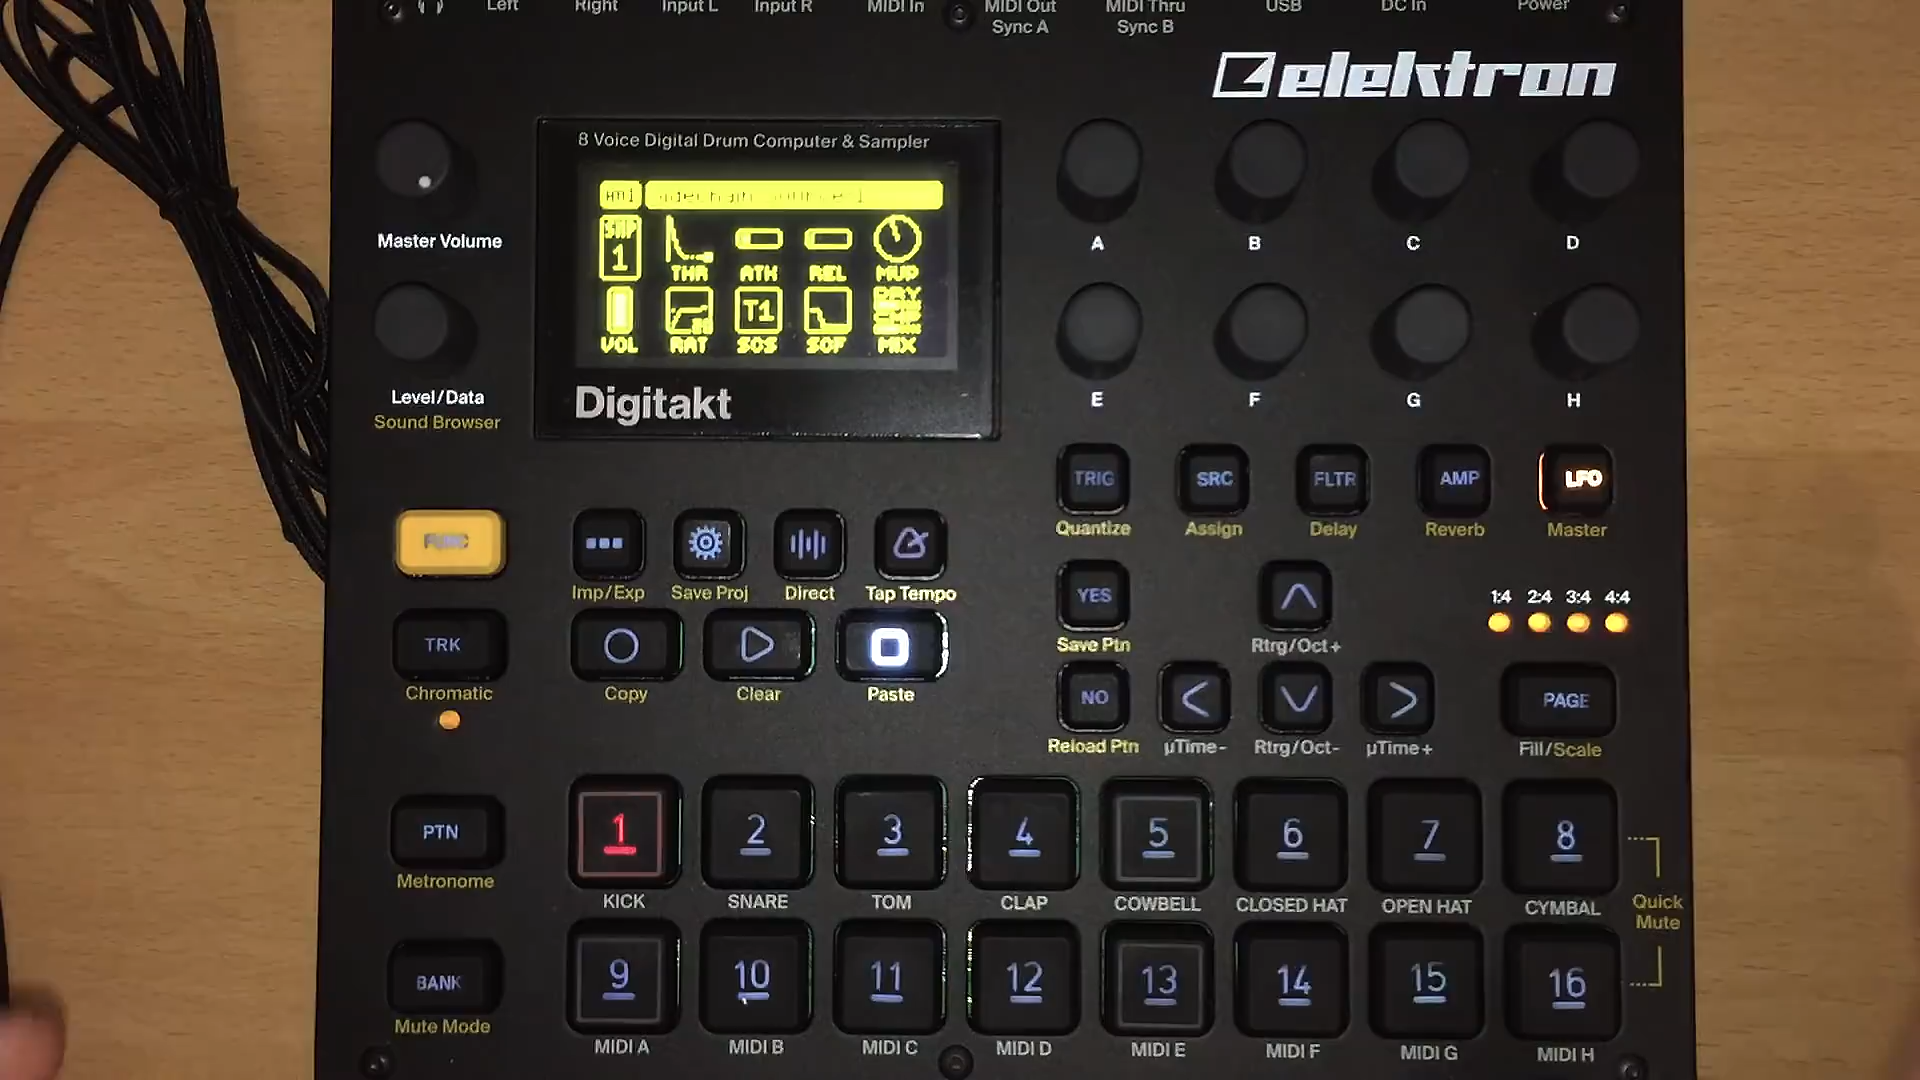 Left Right Input L Input R MIDI In MIDI Out MIDI Thru USB DC In Power
Sync A Sync B
elektron
8 Voice Digital Drum Computer & Sampler
1
THR ATK REL MUP
T1
VOL RAT SCS SCF MIX
Digitakt
Master Volume
A B C D
Level/Data
Sound Browser
E F G H
TRIG SRC FLTR AMP LFO
Quantize Assign Delay Reverb Master
FUNC
Imp/Exp Save Proj Direct Tap Tempo
YES
1:4 2:4 3:4 4:4
TRK
Save Ptn Rtrg/Oct+
Chromatic Copy Clear Paste
NO PAGE
Reload Ptn µTime- Rtrg/Oct- µTime+ Fill/Scale
PTN
Metronome
1 2 3 4 5 6 7 8
KICK SNARE TOM CLAP COWBELL CLOSED HAT OPEN HAT CYMBAL
Quick
Mute
BANK
Mute Mode
9 10 11 12 13 14 15 16
MIDI A MIDI B MIDI C MIDI D MIDI E MIDI F MIDI G MIDI H